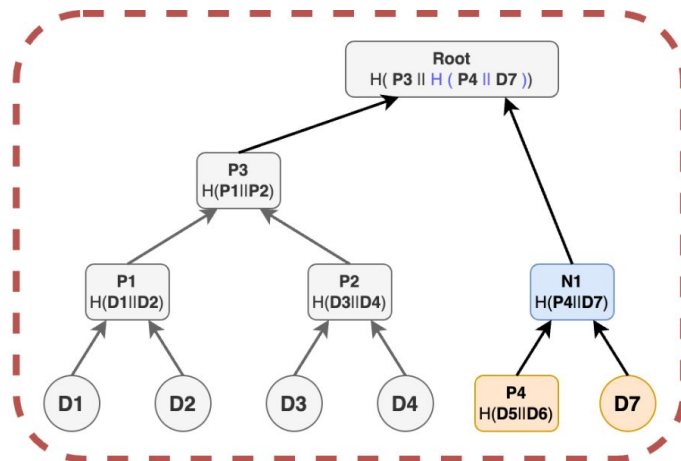 Root
H( P3 || H ( P4 || D7 ))
P3
H(P1||P2)
P1
H(D1||D2)
P2
H(D3||D4)
N1
H(P4||D7)
D1
D2
D3
D4
P4
H(D5||D6)
D7